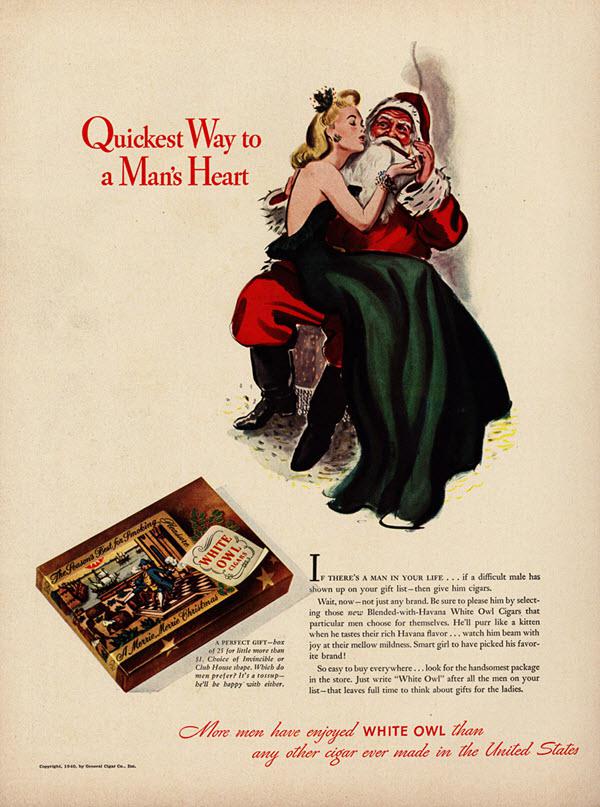 Quickest Way to
a Man's Heart
The Season's Best for Smoking Pleasure
WHITE
OWL
CIGARS
A Merrie, Merrie Christmas
A PERFECT GIFT—box
of 25 for little more than
$1. Choice of Invincible or
Club House shape. Which do
men prefer? It's a tossup—
he'll be happy with either.
IF THERE'S A MAN IN YOUR LIFE . . . if a difficult male has
shown up on your gift list—then give him cigars.
Wait, now—not just any brand. Be sure to please him by select-
ing those new Blended-with-Havana White Owl Cigars that
particular men choose for themselves. He'll purr like a kitten
when he tastes their rich Havana flavor . . . watch him beam with
joy at their mellow mildness. Smart girl to have picked his favor-
ite brand!
So easy to buy everywhere . . . look for the handsomest package
in the store. Just write "White Owl" after all the men on your
list—that leaves full time to think about gifts for the ladies.
More men have enjoyed WHITE OWL than
any other cigar ever made in the United States
Copyright, 1940, by General Cigar Co., Inc.